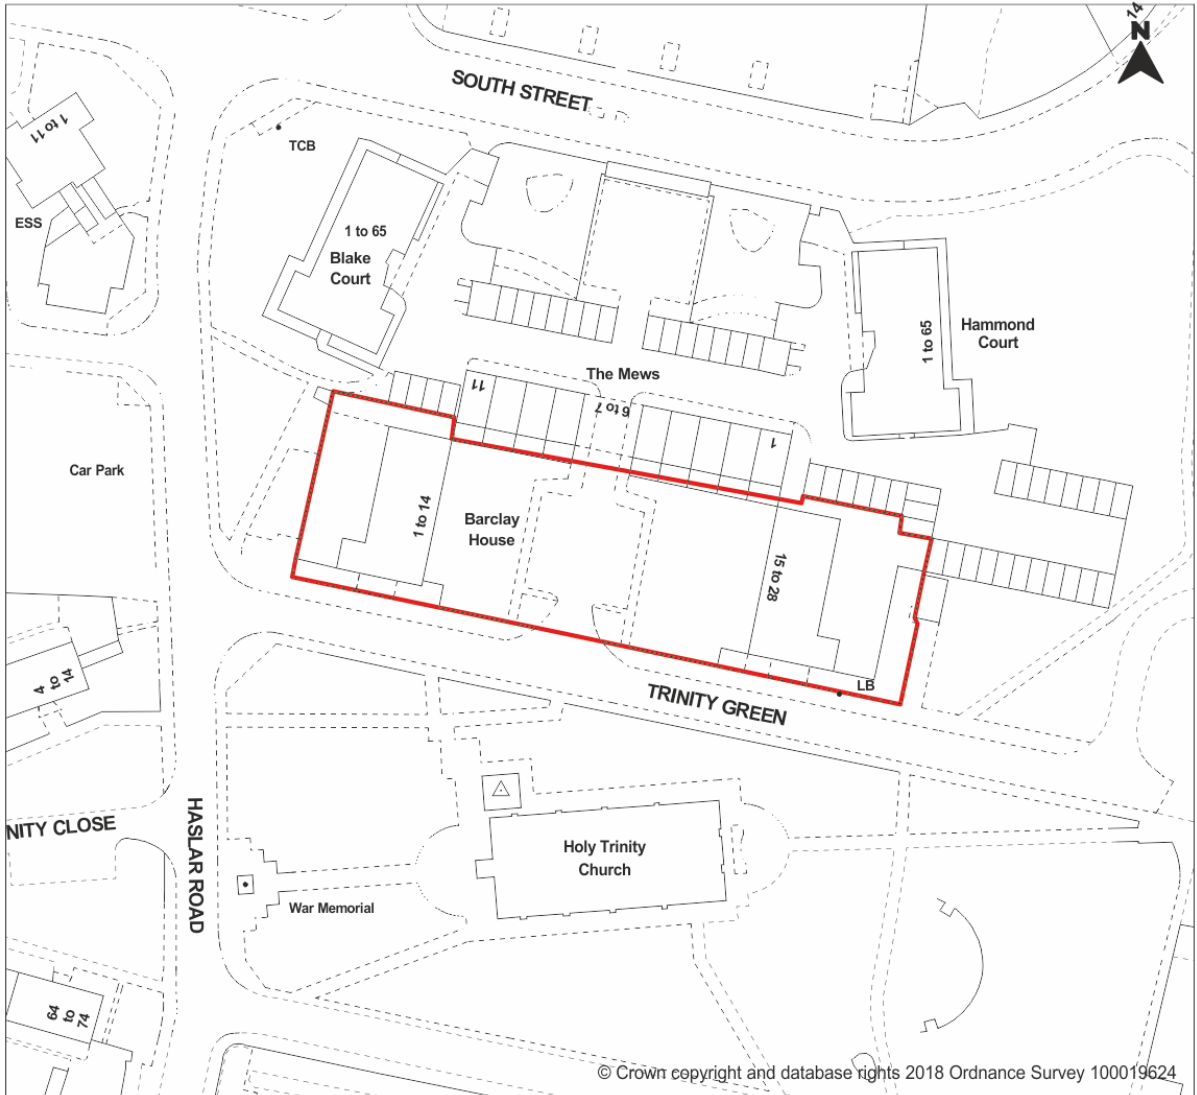 14
N
SOUTH STREET
1 to 11
TCB
ESS
1 to 65
Blake
Court
Hammond
Court
1 to 65
The Mews
11
6 to 7
1
Car Park
1 to 14
Barclay
House
15 to 28
LB
TRINITY GREEN
4
to
14
NITY CLOSE
HASLAR ROAD
Holy Trinity
Church
War Memorial
64
to
74
© Crown copyright and database rights 2018 Ordnance Survey 100019624